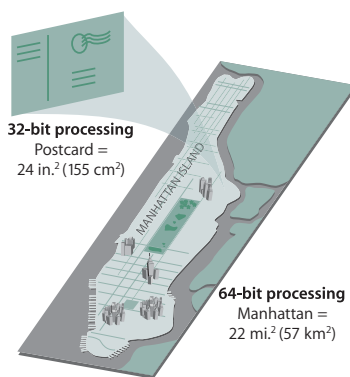 32-bit processing
Postcard =
24 in.² (155 cm²)
MANHATTAN ISLAND
64-bit processing
Manhattan =
22 mi.² (57 km²)